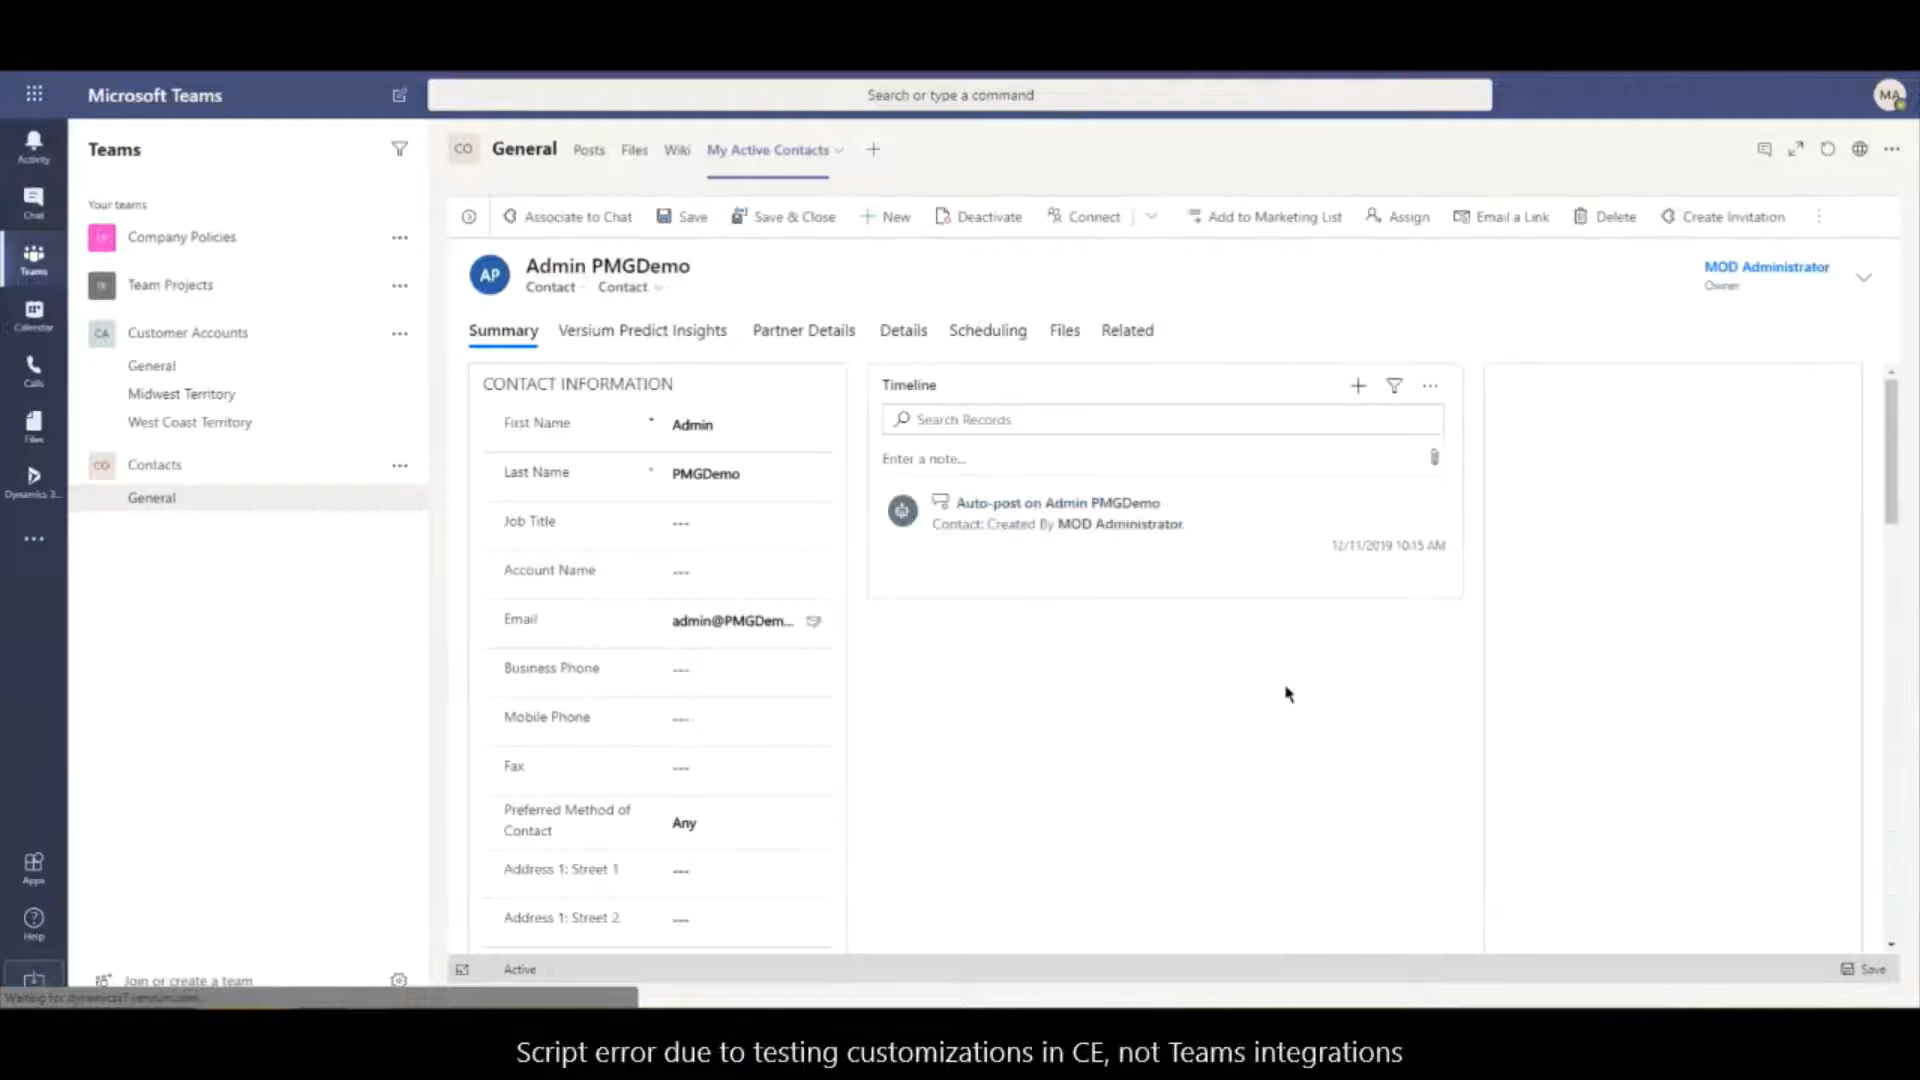 Microsoft Teams
Search or type a command
MA
Activity
Chat
Teams
Calendar
Calls
Files
Dynamics 3...
Apps
Help
Teams
Your teams
Company Policies
Team Projects
CA Customer Accounts
General
Midwest Territory
West Coast Territory
CO Contacts
General
Join or create a team
CO General Posts Files Wiki My Active Contacts
Associate to Chat Save Save & Close New Deactivate Connect Add to Marketing List Assign Email a Link Delete Create Invitation
AP Admin PMGDemo
Contact · Contact
MOD Administrator
Owner
Summary Versium Predict Insights Partner Details Details Scheduling Files Related
CONTACT INFORMATION
First Name * Admin
Last Name * PMGDemo
Job Title ---
Account Name ---
Email admin@PMGDem...
Business Phone ---
Mobile Phone ---
Fax ---
Preferred Method of
Contact
Any
Address 1: Street 1 ---
Address 1: Street 2 ---
Timeline
Search Records
Enter a note...
Auto-post on Admin PMGDemo
Contact: Created By MOD Administrator.
12/11/2019 10:15 AM
Active
Save
Waiting for
Script error due to testing customizations in CE, not Teams integrations